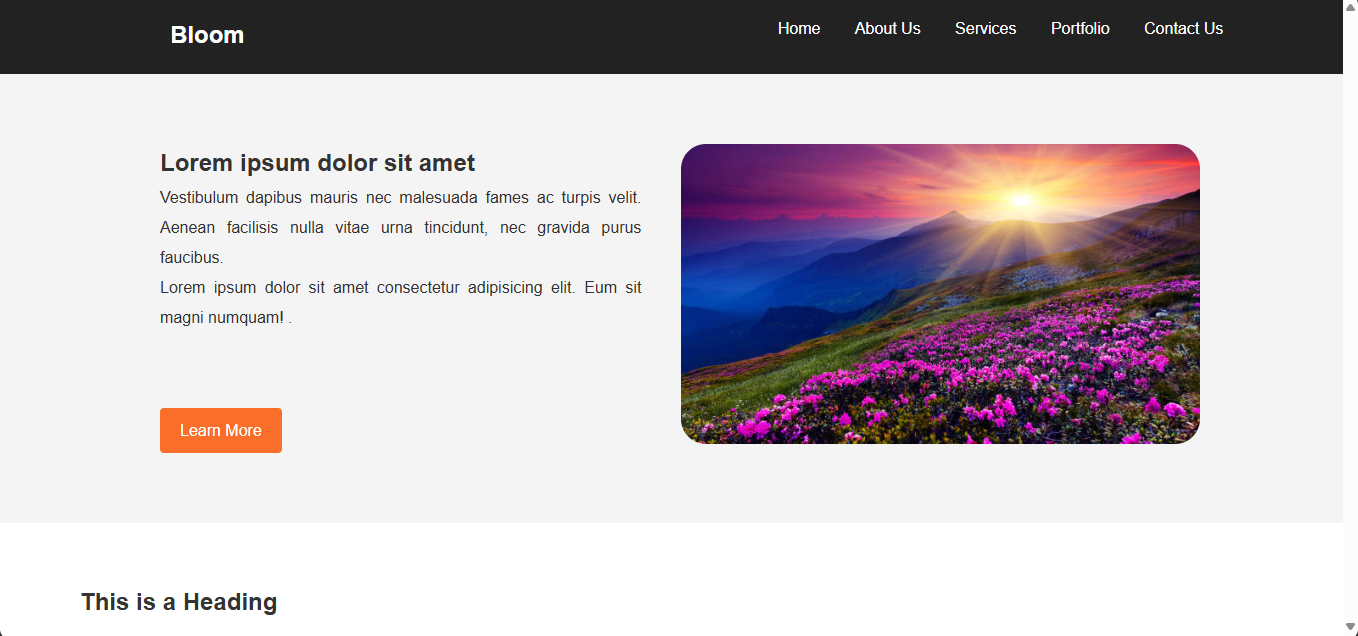 Bloom
Home About Us Services Portfolio Contact Us
Lorem ipsum dolor sit amet
Vestibulum dapibus mauris nec malesuada fames ac turpis velit.
Aenean facilisis nulla vitae urna tincidunt, nec gravida purus
faucibus.
Lorem ipsum dolor sit amet consectetur adipisicing elit. Eum sit
magni numquam! .
Learn More
This is a Heading